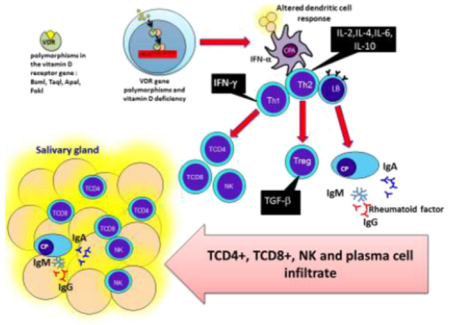 VDR
polymorphisms in
the vitamin D
receptor gene :
BsmI, TaqI, ApaI,
FokI
VDR gene
polymorphisms and
vitamin D deficiency
Altered dendritic cell
response
IFN-α
CPA
IL-2,IL-4,IL-6,
IL-10
IFN-γ
Th1
Th2
LB
TCD4
TCD8
NK
Treg
TGF-β
CP
IgA
IgM
Rheumatoid factor
IgG
Salivary gland
TCD4
TCD8
TCD4
TCD8
CP
IgA
NK
IgM
IgG
NK
TCD4+, TCD8+, NK and plasma cell
infiltrate